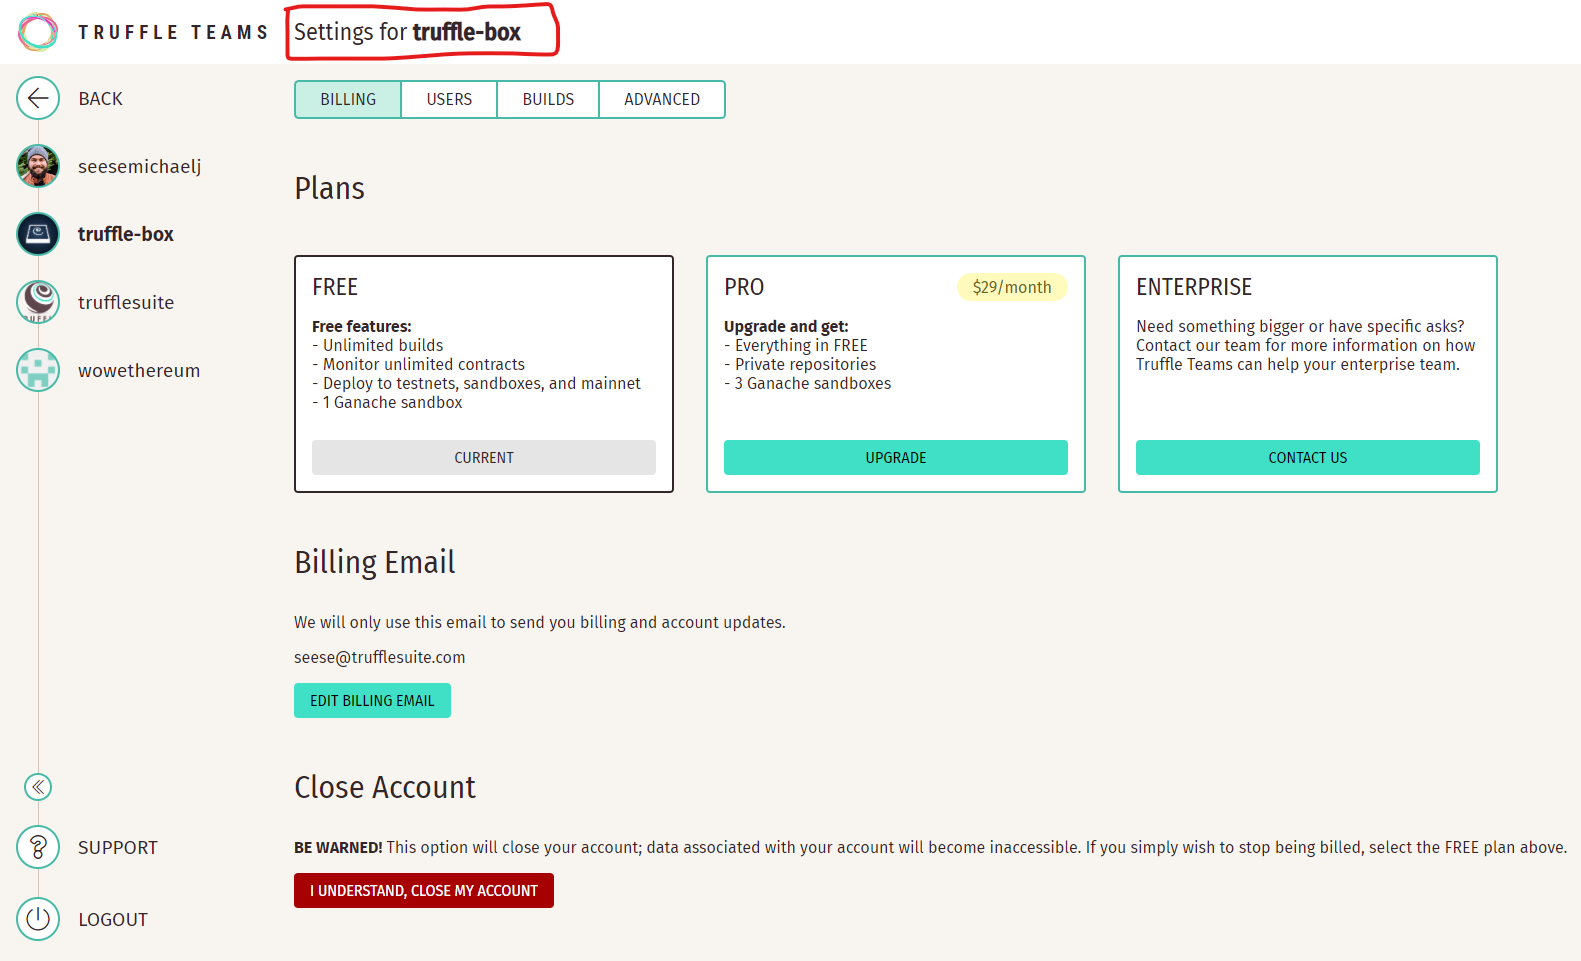 TRUFFLE TEAMS
Settings for truffle-box
BACK
seesemichaelj
truffle-box
trufflesuite
wowethereum
SUPPORT
LOGOUT
BILLING
USERS
BUILDS
ADVANCED
Plans
FREE
Free features:
- Unlimited builds
- Monitor unlimited contracts
- Deploy to testnets, sandboxes, and mainnet
- 1 Ganache sandbox
CURRENT
PRO
$29/month
Upgrade and get:
- Everything in FREE
- Private repositories
- 3 Ganache sandboxes
UPGRADE
ENTERPRISE
Need something bigger or have specific asks?
Contact our team for more information on how
Truffle Teams can help your enterprise team.
CONTACT US
Billing Email
We will only use this email to send you billing and account updates.
seese@trufflesuite.com
EDIT BILLING EMAIL
Close Account
BE WARNED! This option will close your account; data associated with your account will become inaccessible. If you simply wish to stop being billed, select the FREE plan above.
I UNDERSTAND, CLOSE MY ACCOUNT